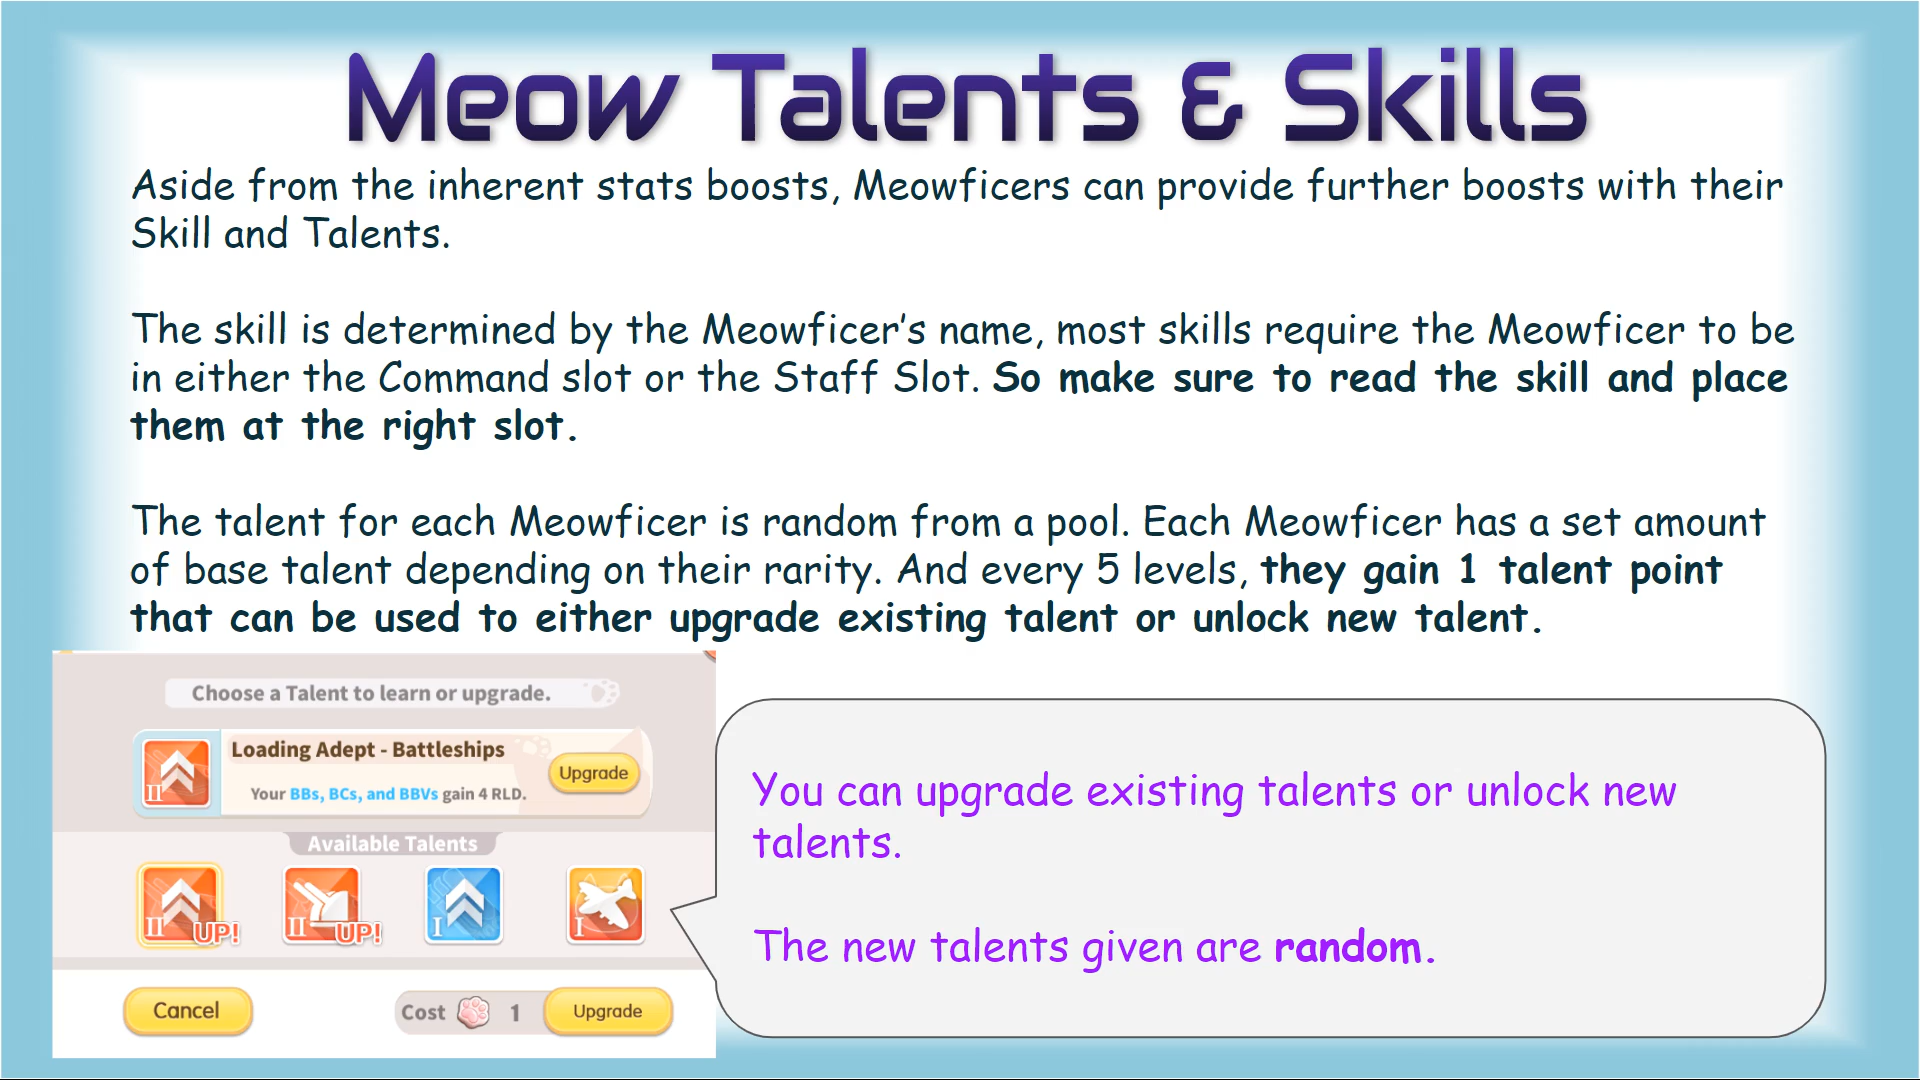 Meow Talents & Skills
Aside from the inherent stats boosts, Meowficers can provide further boosts with their
Skill and Talents.
The skill is determined by the Meowficer's name, most skills require the Meowficer to be
in either the Command slot or the Staff Slot. So make sure to read the skill and place
them at the right slot.
The talent for each Meowficer is random from a pool. Each Meowficer has a set amount
of base talent depending on their rarity. And every 5 levels, they gain 1 talent point
that can be used to either upgrade existing talent or unlock new talent.
Choose a Talent to learn or upgrade.
II
Loading Adept - Battleships
Your BBs, BCs, and BBVs gain 4 RLD.
Upgrade
Available Talents
II UP! II UP! I I
Cancel
Cost 1 Upgrade
You can upgrade existing talents or unlock new
talents.
The new talents given are random.